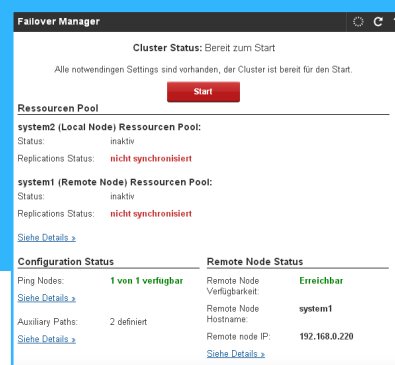 Failover Manager
Cluster Status: Bereit zum Start
Alle notwendingen Settings sind vorhanden, der Cluster ist bereit für den Start.
Start
Ressourcen Pool
system2 (Local Node) Ressourcen Pool:
Status: inaktiv
Replications Status: nicht synchronisiert
system1 (Remote Node) Ressourcen Pool:
Status: inaktiv
Replications Status: nicht synchronisiert
Siehe Details »
Configuration Status
Ping Nodes: 1 von 1 verfügbar
Siehe Details »
Auxiliary Paths: 2 definiert
Siehe Details »
Remote Node Status
Remote Node Erreichbar
Verfügbarkeit:
Remote Node system1
Hostname:
Remote node IP: 192.168.0.220
Siehe Details »